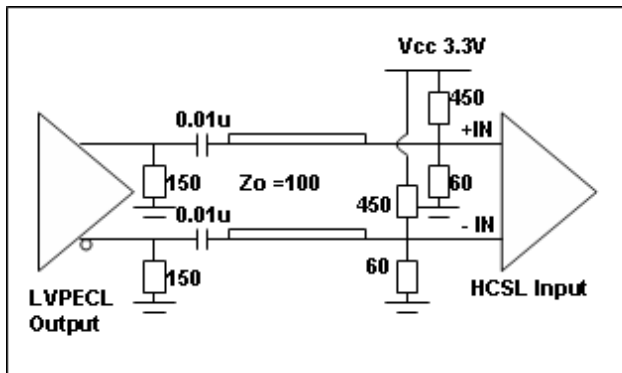 Vcc 3.3V
450
0.01u
+IN
150
Zo =100
60
450
0.01u
- IN
150
60
HCSL Input
LVPECL
Output